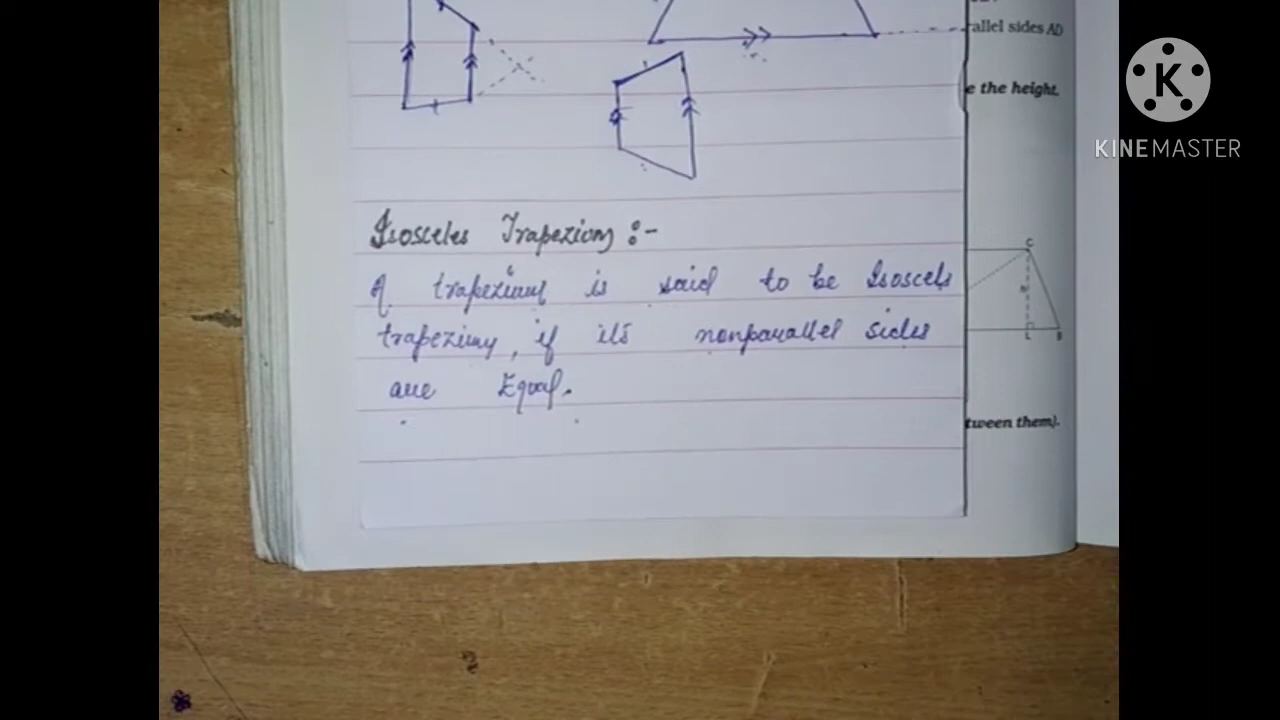 allel sides AD
e the height.
K
KINEMASTER
Isosceles Trapezium :-
A trapezium is said to be Isoscels
trapezium, if its nonparallel sides
are Equal.
C
L
B
tween them).